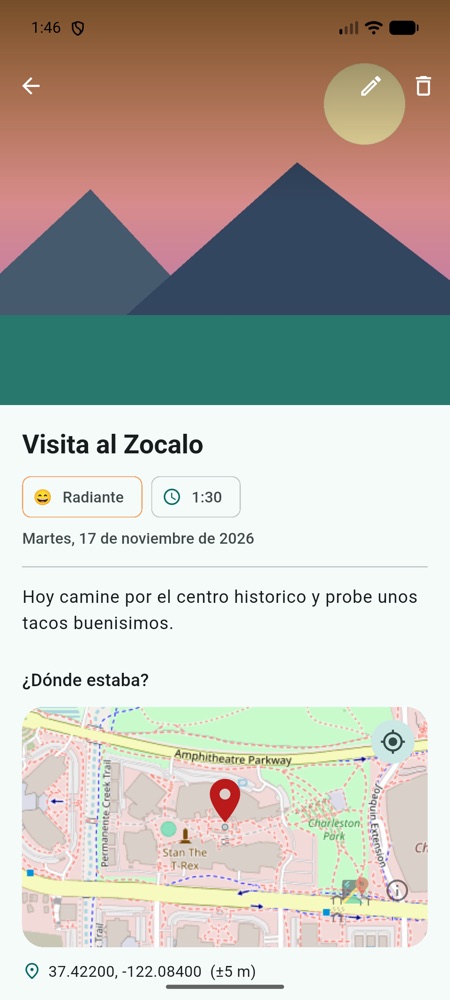 1:46
Visita al Zocalo
😄 Radiante
1:30
Martes, 17 de noviembre de 2026
Hoy camine por el centro historico y probe unos
tacos buenisimos.
¿Dónde estaba?
Amphitheatre Parkway
Permanente Creek Trail
Stan The
T-Rex
Charleston
Park
Extension
Ch
Trail
37.42200, -122.08400 (±5 m)